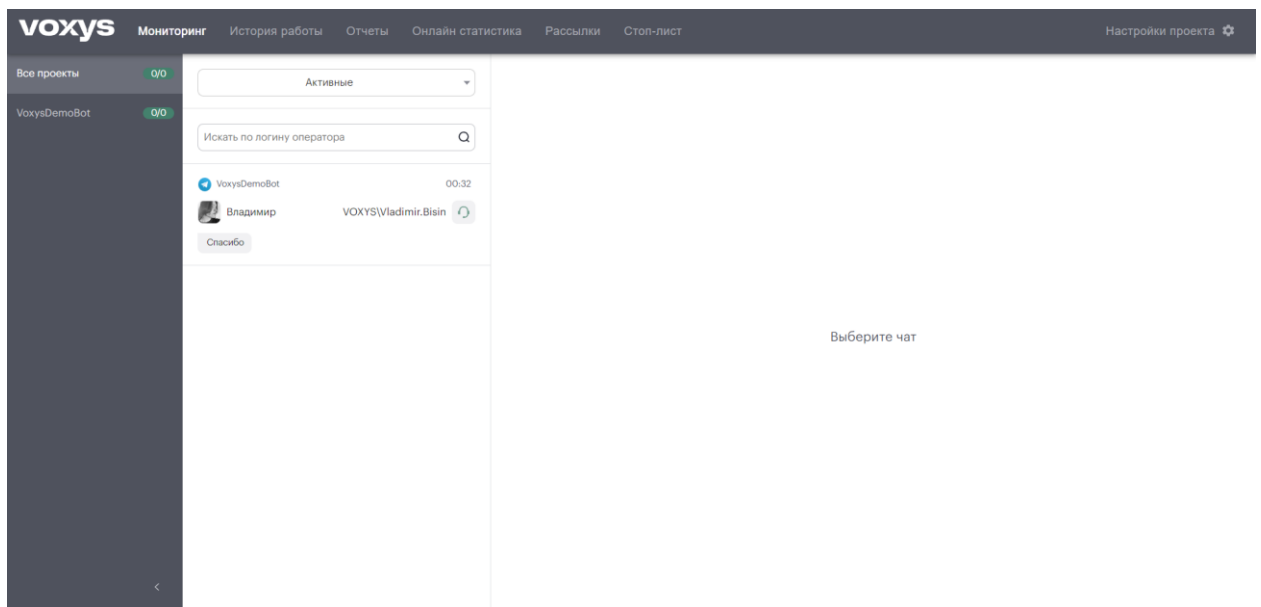 voxys Мониторинг История работы Отчеты Онлайн статистика Рассылки Стоп-лист Настройки проекта
Все проекты 0/0
VoxysDemoBot 0/0
Активные
Искать по логину оператора
VoxysDemoBot 00:32
Владимир VOXYS\Vladimir.Bisin
Спасибо
Выберите чат